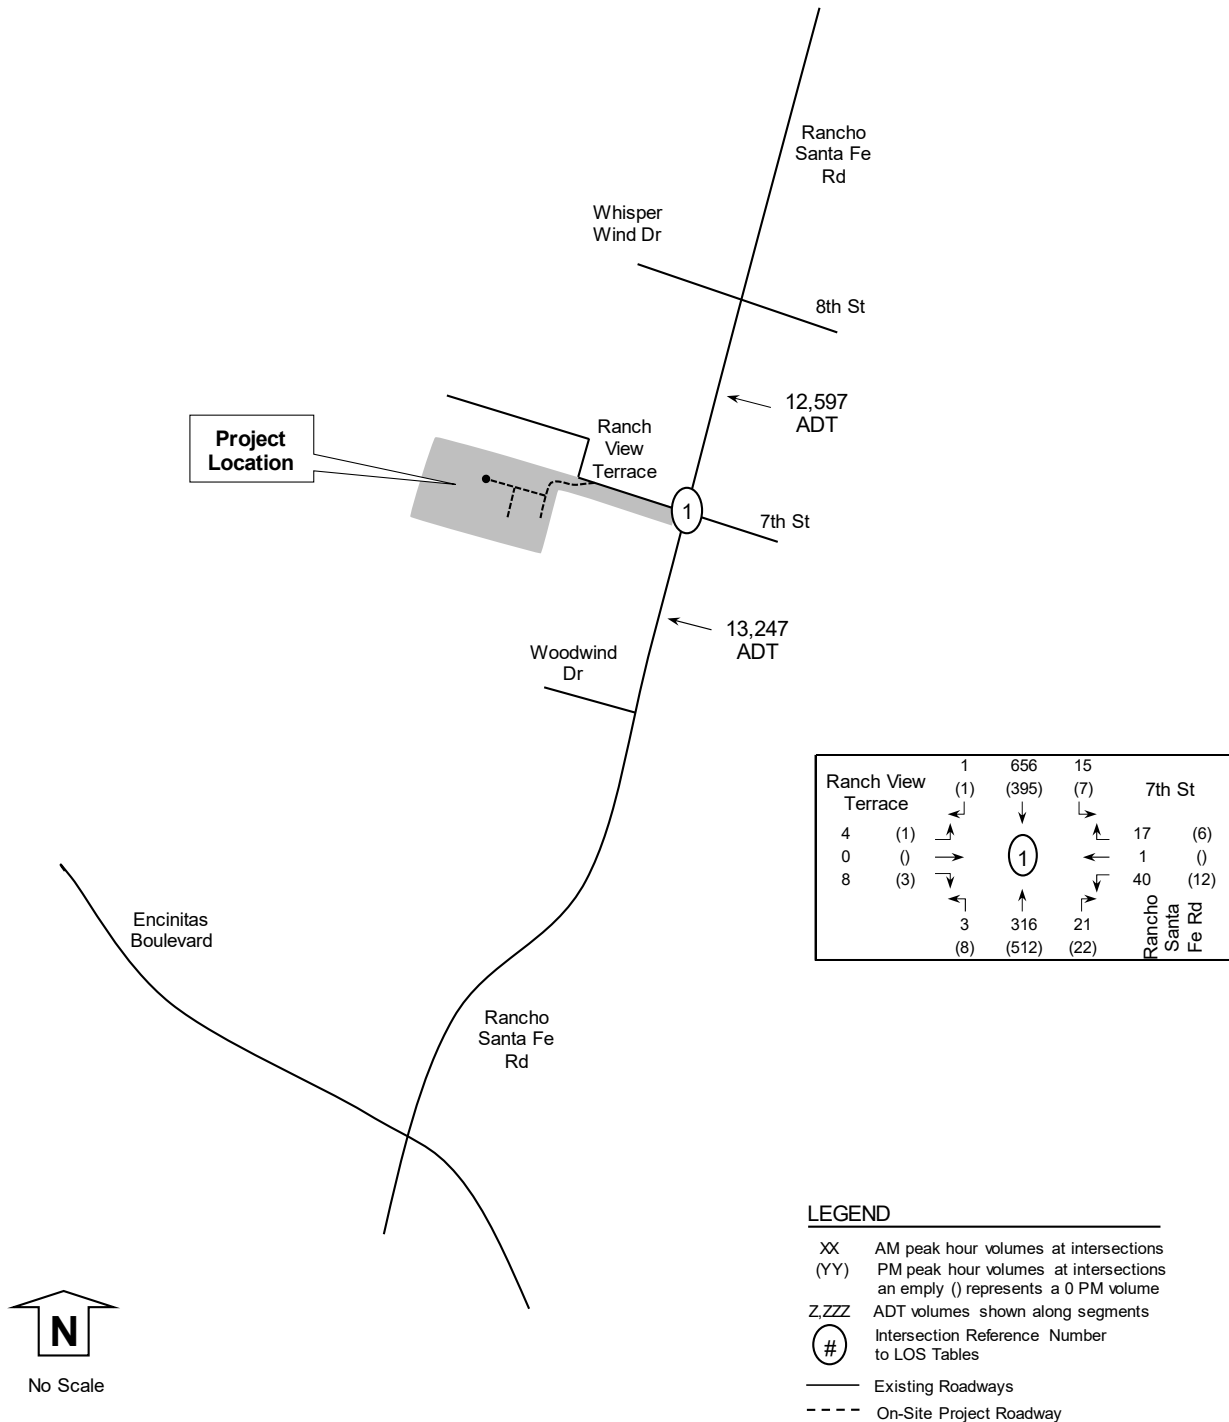 Rancho
Santa Fe
Rd
Whisper
Wind Dr
8th St
12,597
ADT
Project
Location
Ranch
View
Terrace
1
7th St
13,247
ADT
Woodwind
Dr
Ranch View
Terrace
1 656 15
(1) (395) (7)
7th St
4 (1) 17 (6)
0 () 1 1 ()
8 (3) 40 (12)
3 316 21
(8) (512) (22)
Rancho
Santa
Fe Rd
Encinitas
Boulevard
Rancho
Santa Fe
Rd
LEGEND
XX AM peak hour volumes at intersections
(YY) PM peak hour volumes at intersections
an emply () represents a 0 PM volume
Z,ZZZ ADT volumes shown along segments
# Intersection Reference Number
to LOS Tables
Existing Roadways
On-Site Project Roadway
N
No Scale